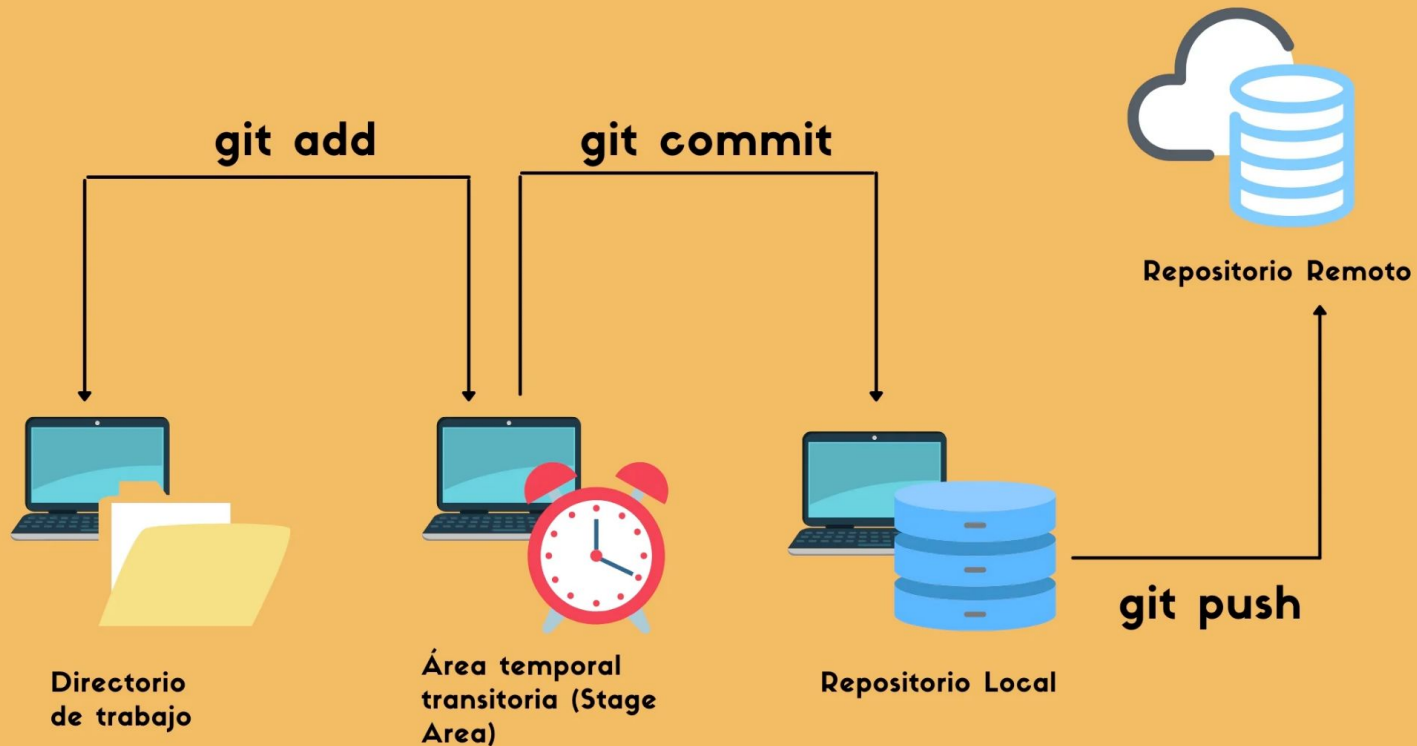 git add
git commit
Repositorio Remoto
git push
Directorio
de trabajo
Área temporal
transitoria (Stage
Area)
Repositorio Local